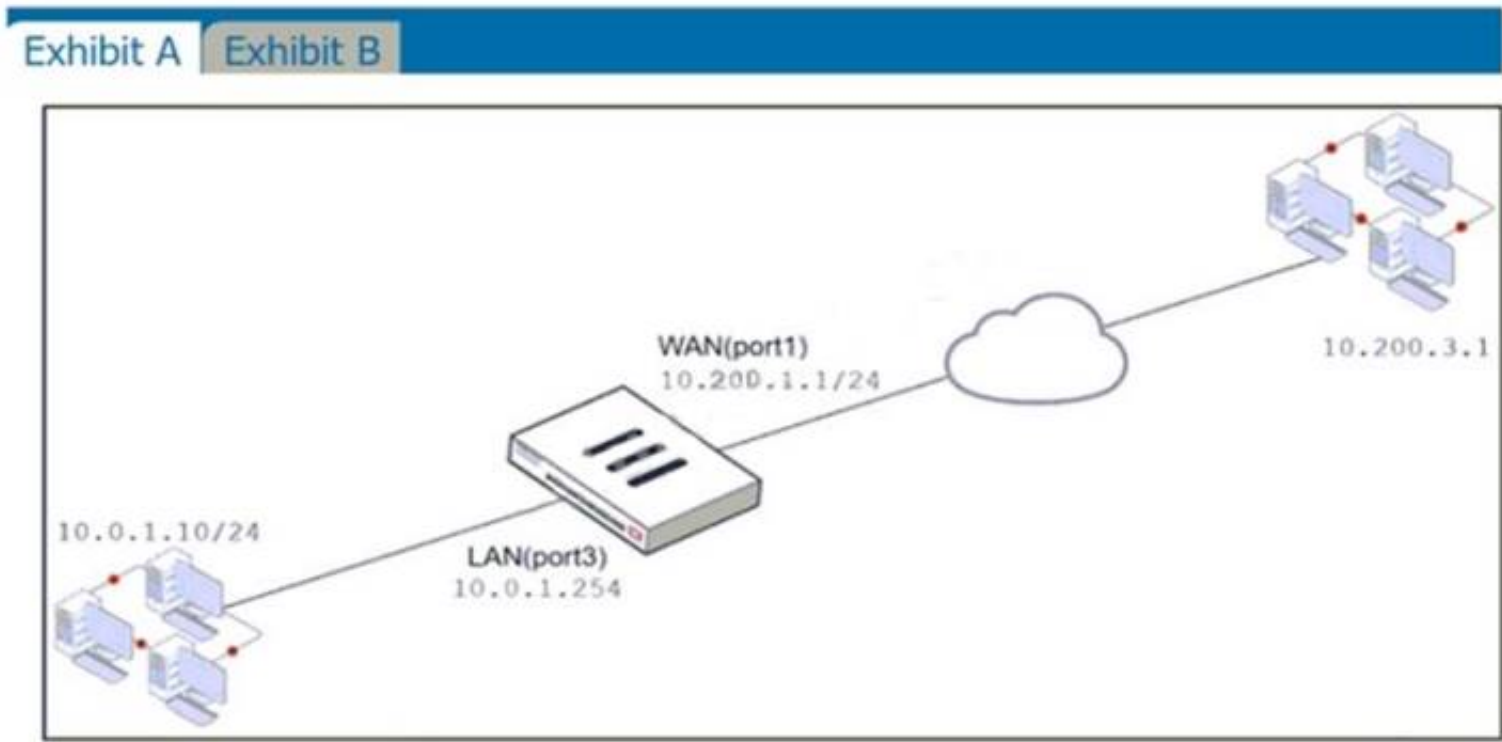 Exhibit A Exhibit B
WAN(port1)
10.200.1.1/24
10.200.3.1
10.0.1.10/24
LAN(port3)
10.0.1.254